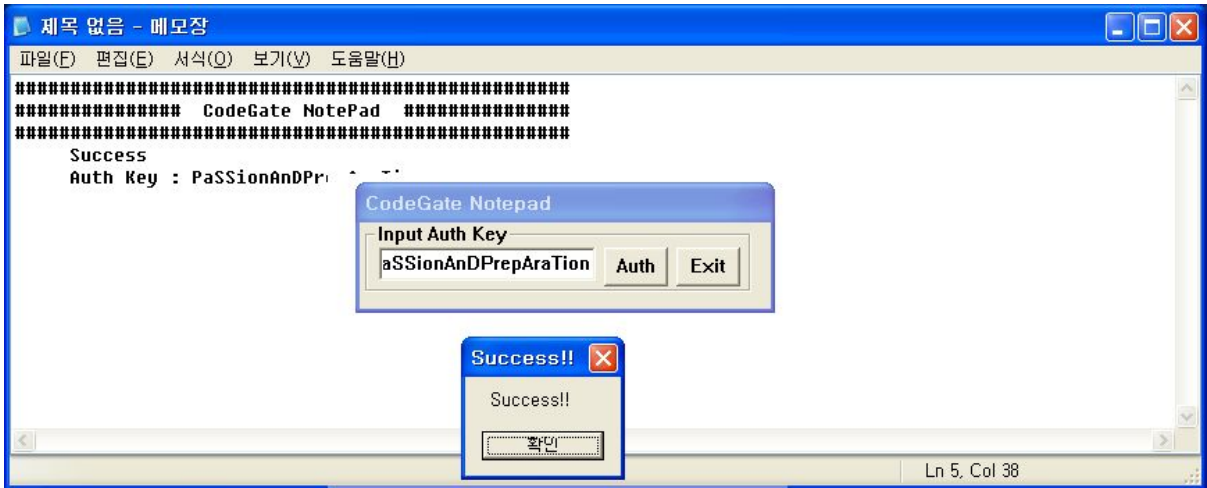 제목 없음 - 메모장
파일(F) 편집(E) 서식(O) 보기(V) 도움말(H)
##################################################
############### CodeGate NotePad ###############
##################################################
Success
Auth Key : PaSSionAnDPr
CodeGate Notepad
Input Auth Key
aSSionAnDPrepAraTion Auth Exit
Success!!
Success!!
확인
Ln 5, Col 38